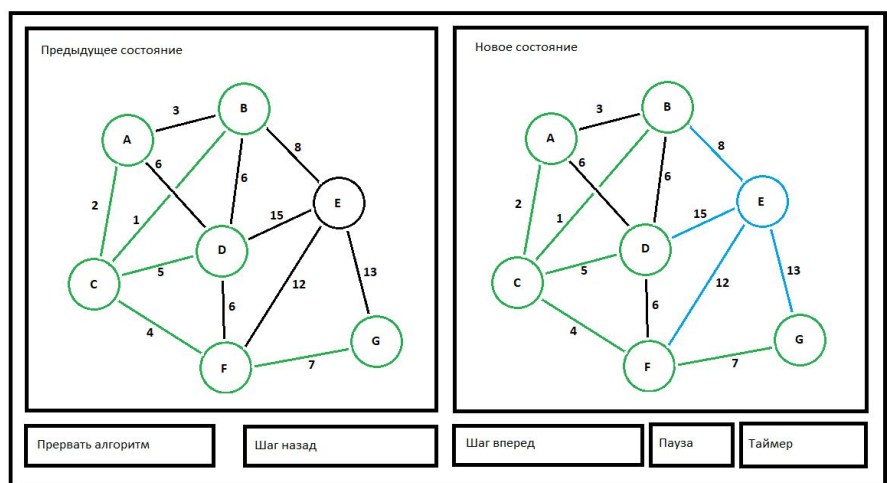 Предыдущее состояние
A
B
C
D
E
F
G
3
6
2
1
6
8
15
5
4
6
12
13
7
Новое состояние
A
B
C
D
E
F
G
3
6
2
1
6
8
15
5
4
6
12
13
7
Прервать алгоритм
Шаг назад
Шаг вперед
Пауза
Таймер